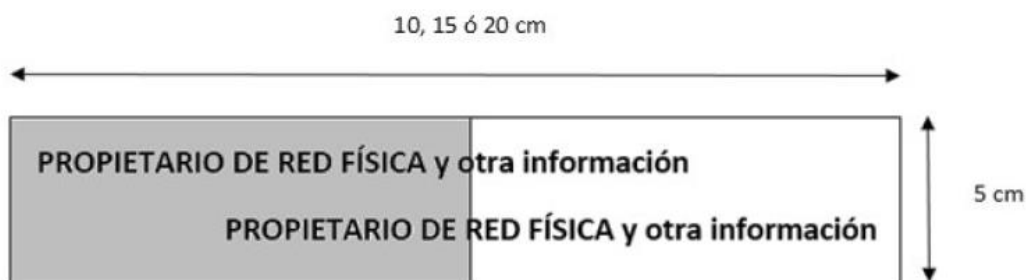 10, 15 ó 20 cm
PROPIETARIO DE RED FÍSICA y otra información
5 cm
PROPIETARIO DE RED FÍSICA y otra información